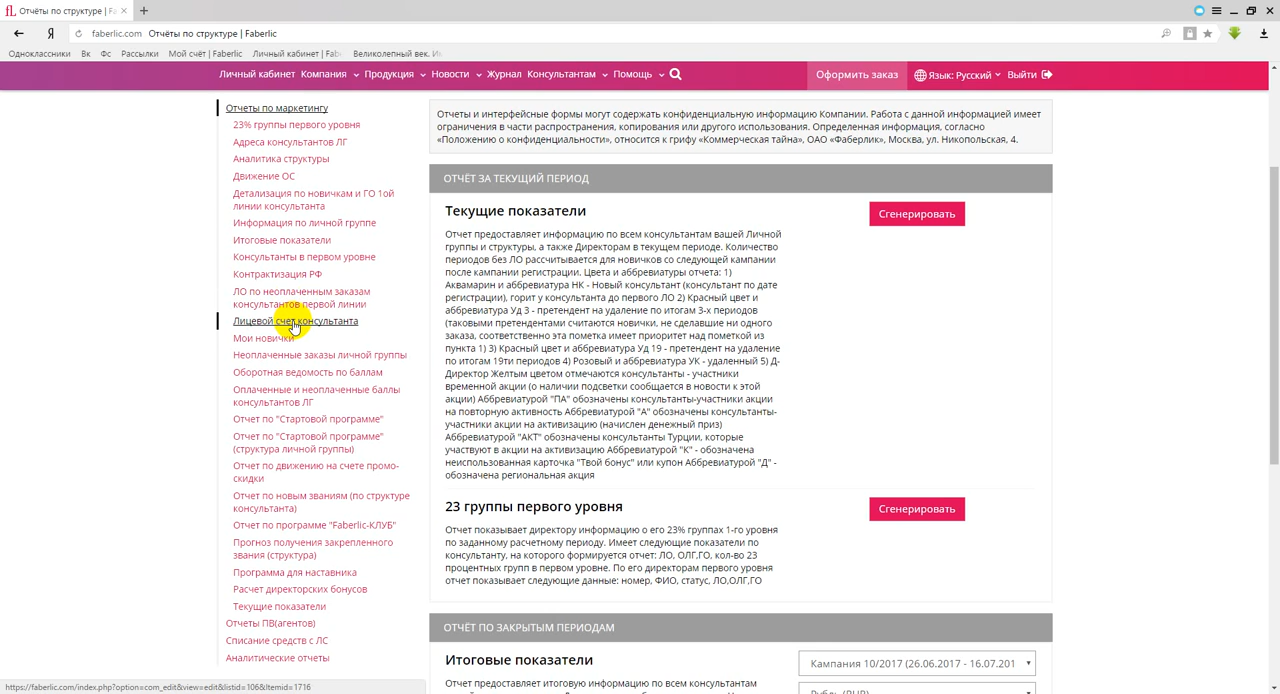 Отчёты по структуре | Fa
faberlic.com Отчёты по структуре | Faberlic
Одноклассники Вк Фс Рассылки Мой счёт | Faberlic Личный кабинет | Fab Великолепный век. И
Личный кабинет Компания Продукция Новости Журнал Консультантам Помощь Оформить заказ Язык: Русский Выйти
Отчеты по маркетингу
23% группы первого уровня
Адреса консультантов ЛГ
Аналитика структуры
Движение ОС
Детализация по новичкам и ГО 1ой
линии консультанта
Информация по личной группе
Итоговые показатели
Консультанты в первом уровне
Контрактизация РФ
ЛО по неоплаченным заказам
консультантов первой линии
Лицевой счет консультанта
Мои новички
Неоплаченные заказы личной группы
Оборотная ведомость по баллам
Оплаченные и неоплаченные баллы
консультантов ЛГ
Отчет по "Стартовой программе"
Отчет по "Стартовой программе"
(структура личной группы)
Отчет по движению на счете промо-
скидки
Отчет по новым званиям (по структуре
консультанта)
Отчет по программе "Faberlic-КЛУБ"
Прогноз получения закрепленного
звания (структура)
Программа для наставника
Расчет директорских бонусов
Текущие показатели
Отчеты ПВ(агентов)
Списание средств с ЛС
Аналитические отчеты
Отчеты и интерфейсные формы могут содержать конфиденциальную информацию Компании. Работа с данной информацией имеет
ограничения в части распространения, копирования или другого использования. Определенная информация, согласно
«Положению о конфиденциальности», относится к грифу «Коммерческая тайна», ОАО «Фаберлик», Москва, ул. Никопольская, 4.
ОТЧЁТ ЗА ТЕКУЩИЙ ПЕРИОД
Текущие показатели
Сгенерировать
Отчет предоставляет информацию по всем консультантам вашей Личной
группы и структуры, а также Директорам в текущем периоде. Количество
периодов без ЛО рассчитывается для новичков со следующей кампании
после кампании регистрации. Цвета и аббревиатуры отчета: 1)
Аквамарин и аббревиатура НК - Новый консультант (консультант по дате
регистрации), горит у консультанта до первого ЛО 2) Красный цвет и
аббревиатура Уд 3 - претендент на удаление по итогам 3-х периодов
(таковыми претендентами считаются новички, не сделавшие ни одного
заказа, соответственно эта пометка имеет приоритет над пометкой из
пункта 1) 3) Красный цвет и аббревиатура Уд 19 - претендент на удаление
по итогам 19ти периодов 4) Розовый и аббревиатура УК - удаленный 5) Д-
Директор Желтым цветом отмечаются консультанты - участники
временной акции (о наличии подсветки сообщается в новости к этой
акции) Аббревиатурой "ПА" обозначены консультанты-участники акции
на повторную активность Аббревиатурой "А" обозначены консультанты-
участники акции на активизацию (начислен денежный приз)
Аббревиатурой "АКТ" обозначены консультанты Турции, которые
участвуют в акции на активизацию Аббревиатурой "К" - обозначена
неиспользованная карточка "Твой бонус" или купон Аббревиатурой "Д" -
обозначена региональная акция
23 группы первого уровня
Сгенерировать
Отчет показывает директору информацию о его 23% группах 1-го уровня
по заданному расчетному периоду. Имеет следующие показатели по
консультанту, на которого формируется отчет: ЛО, ОЛГ,ГО, кол-во 23
процентных групп в первом уровне. По его директорам первого уровня
отчет показывает следующие данные: номер, ФИО, статус, ЛО,ОЛГ,ГО
ОТЧЁТ ПО ЗАКРЫТЫМ ПЕРИОДАМ
Итоговые показатели
Кампания 10/2017 (26.06.2017 - 16.07.201
Отчет предоставляет итоговую информацию по всем консультантам
Рубль (RUR)
https://faberlic.com/index.php?option=com_edit&view=edit&listid=106&Itemid=1716